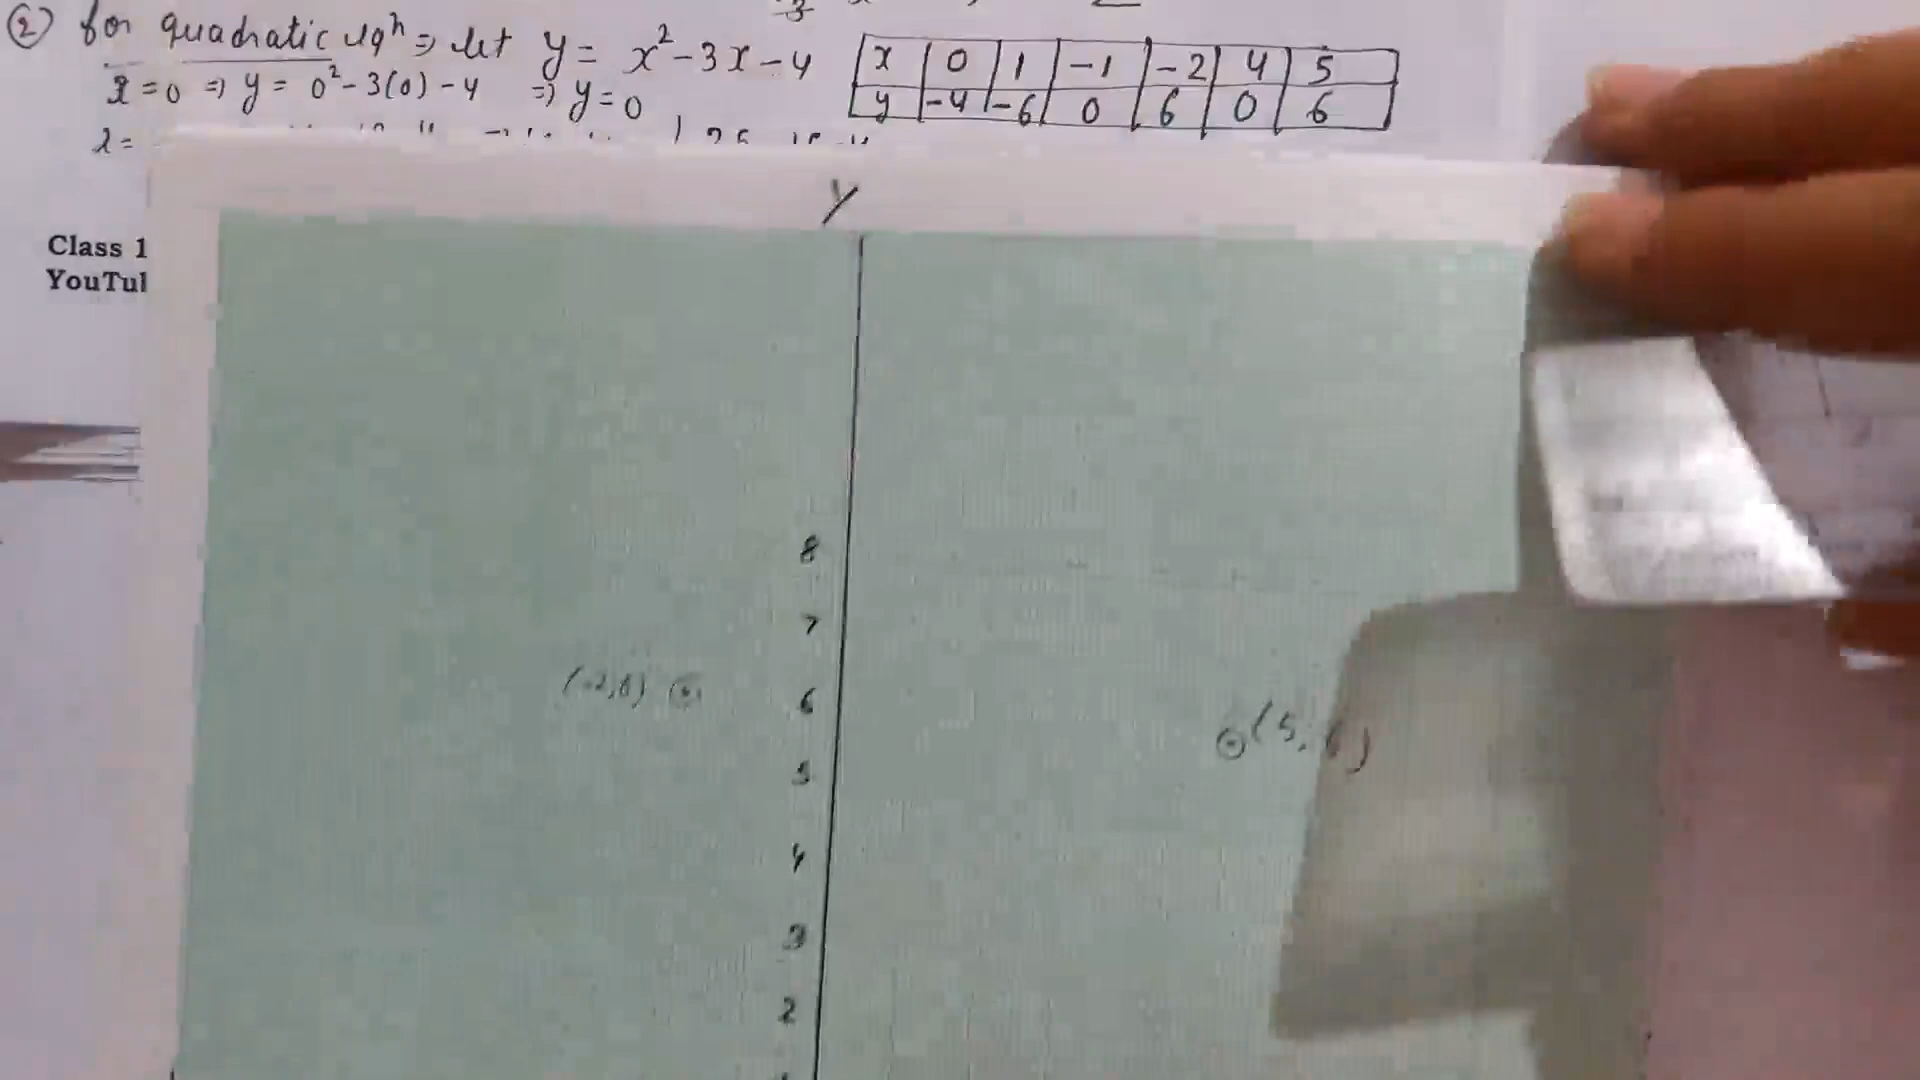 ② for quadratic eqⁿ ⇒ let y = x² - 3x - 4
x | 0 | 1 | -1 | -2 | 4 | 5
y | -4 | -6 | 0 | 6 | 0 | 6
x = 0 ⇒ y = 0² - 3(0) - 4 ⇒ y = 0
x =
Class 1
YouTu
y
8
7
(-2,6)
6
(5,6)
5
4
3
2